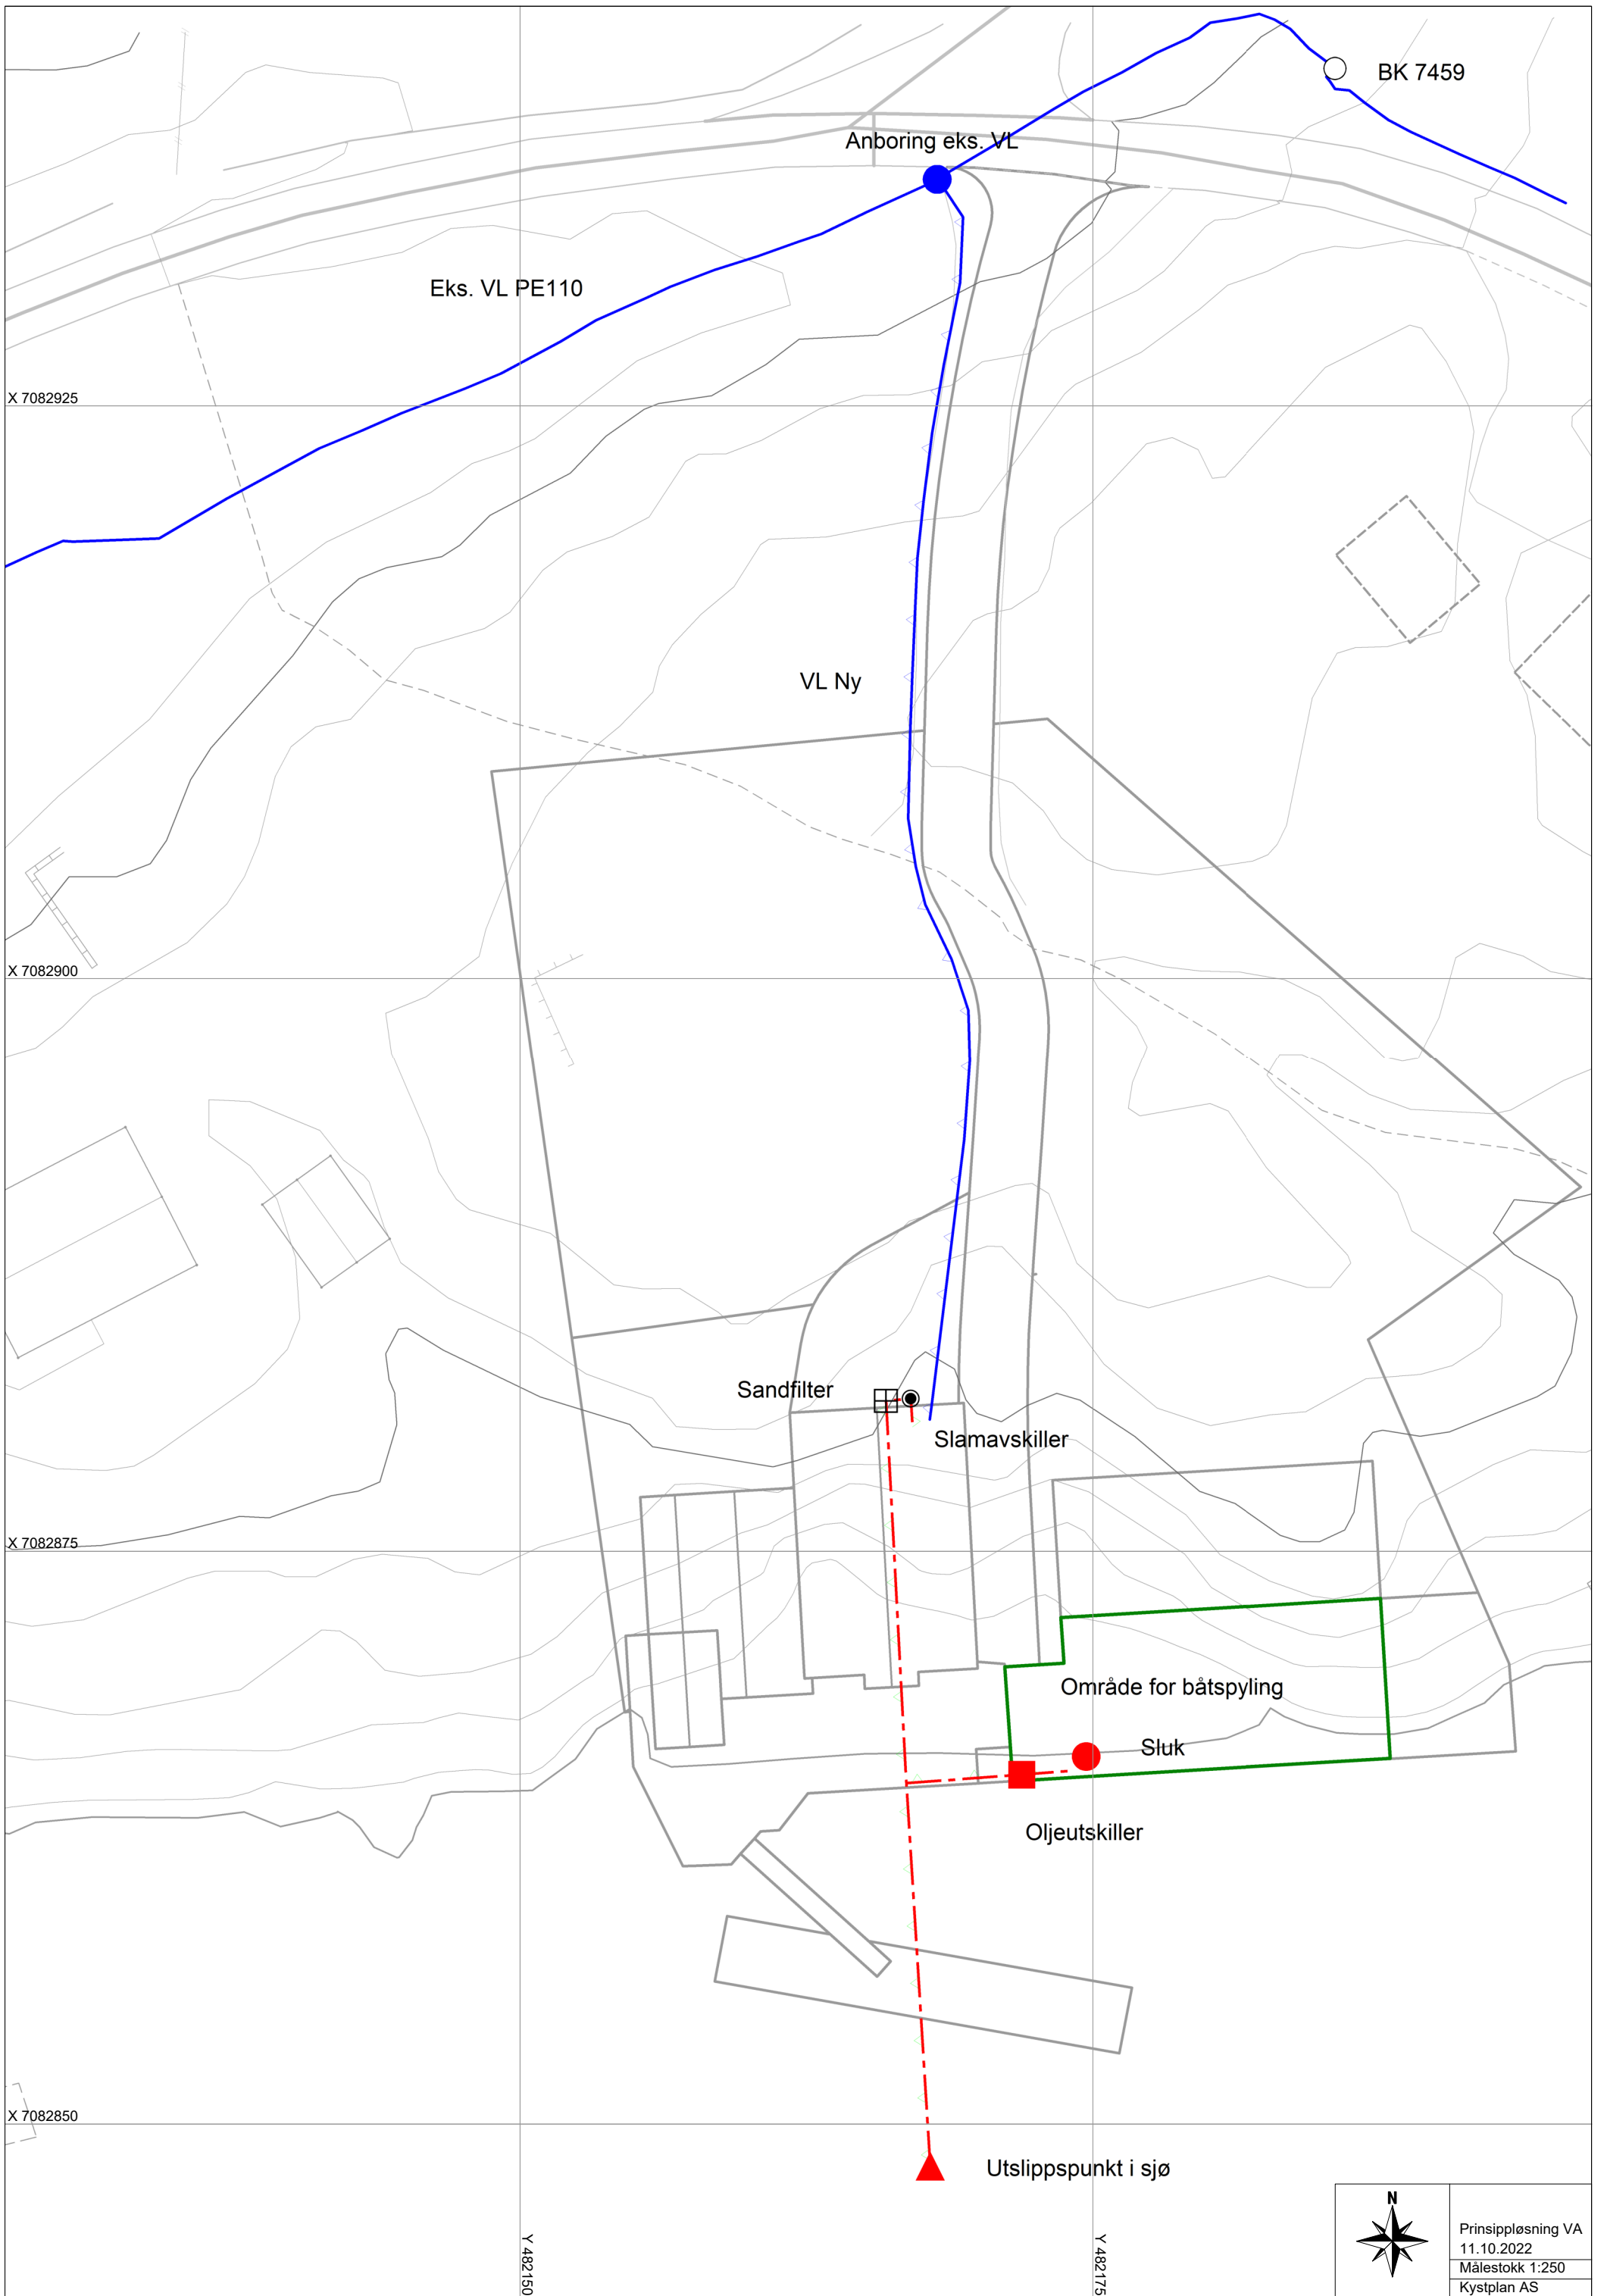 BK 7459
Anboring eks. VL
Eks. VL PE110
X 7082925
VL Ny
X 7082900
Sandfilter
Slamavskiller
X 7082875
Område for båtspyling
Sluk
Oljeutskiller
X 7082850
Utslippspunkt i sjø
Y 482150
Y 482175
N
Prinsippløsning VA
11.10.2022
Målestokk 1:250
Kystplan AS